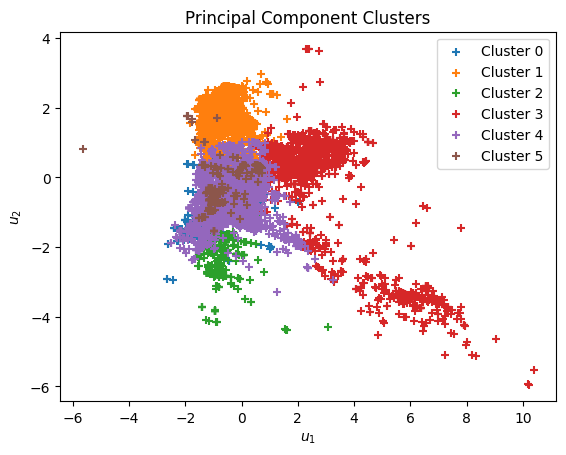 Principal Component Clusters
4
2
0
−2
−4
−6
u₂
−6
−4
−2
0
2
4
6
8
10
u₁
Cluster 0
Cluster 1
Cluster 2
Cluster 3
Cluster 4
Cluster 5